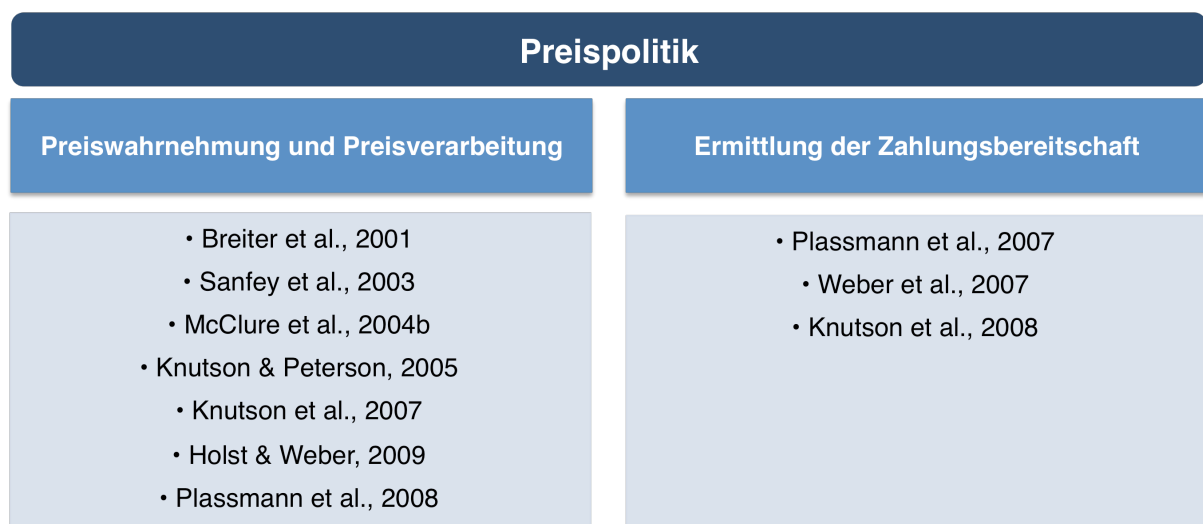 Preispolitik
Preiswahrnehmung und Preisverarbeitung
• Breiter et al., 2001
• Sanfey et al., 2003
• McClure et al., 2004b
• Knutson & Peterson, 2005
• Knutson et al., 2007
• Holst & Weber, 2009
• Plassmann et al., 2008
Ermittlung der Zahlungsbereitschaft
• Plassmann et al., 2007
• Weber et al., 2007
• Knutson et al., 2008